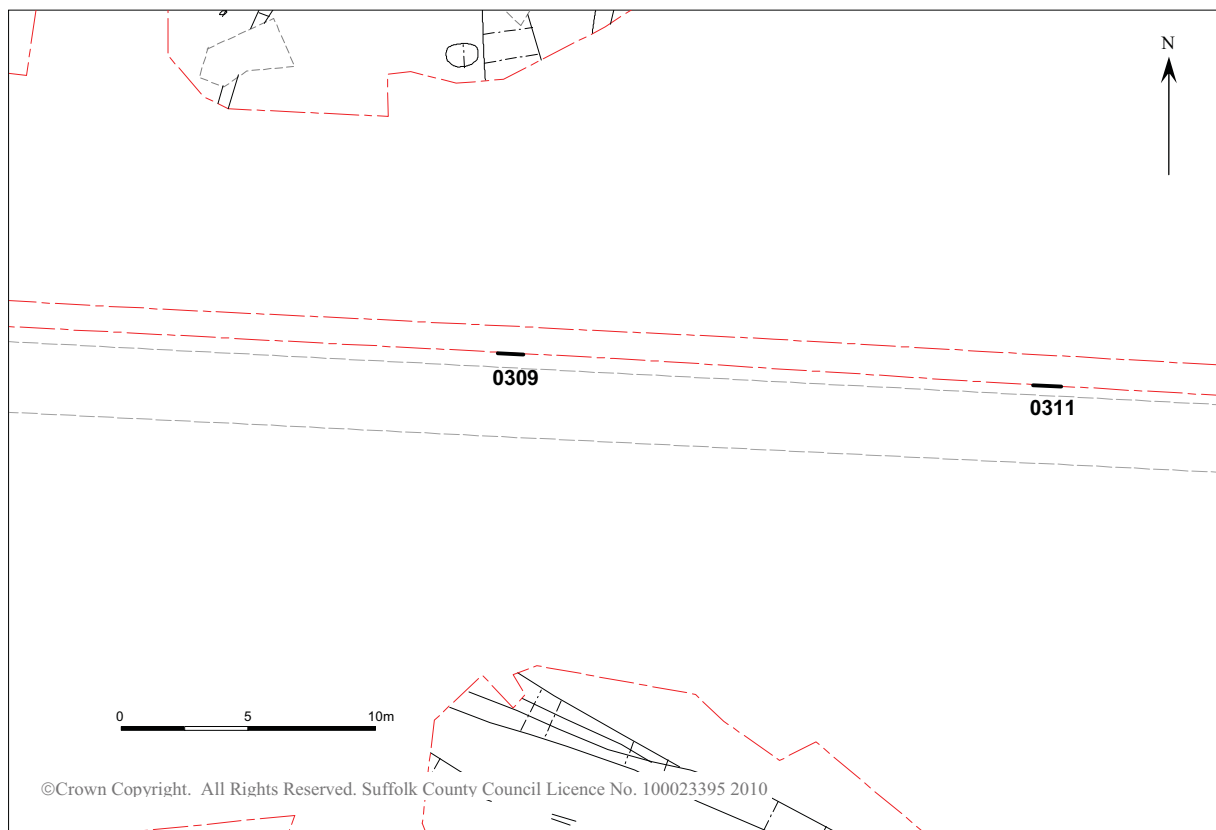 N
0309
0311
0 5 10m
©Crown Copyright. All Rights Reserved. Suffolk County Council Licence No. 100023395 2010